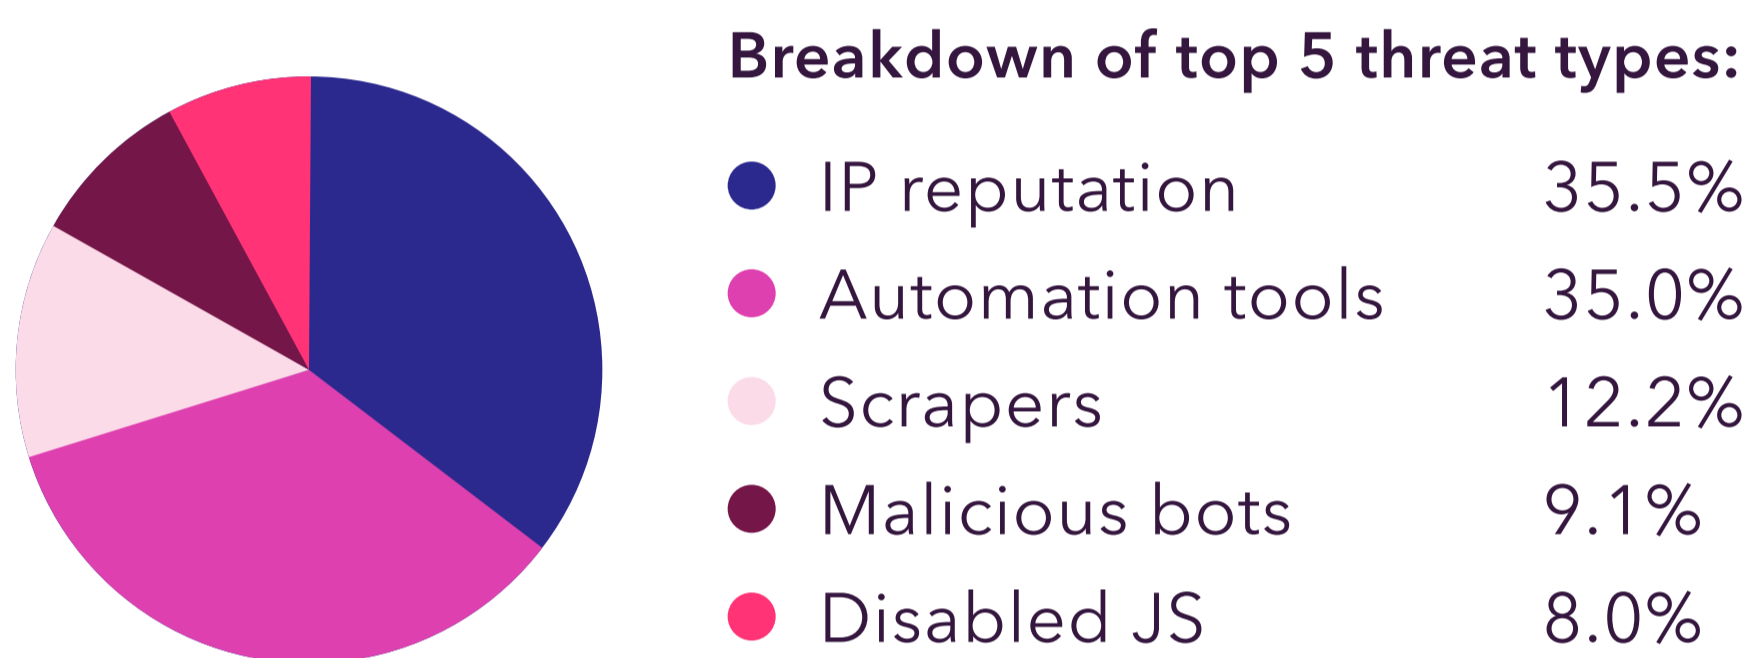 Breakdown of top 5 threat types:
IP reputation 35.5%
Automation tools 35.0%
Scrapers 12.2%
Malicious bots 9.1%
Disabled JS 8.0%